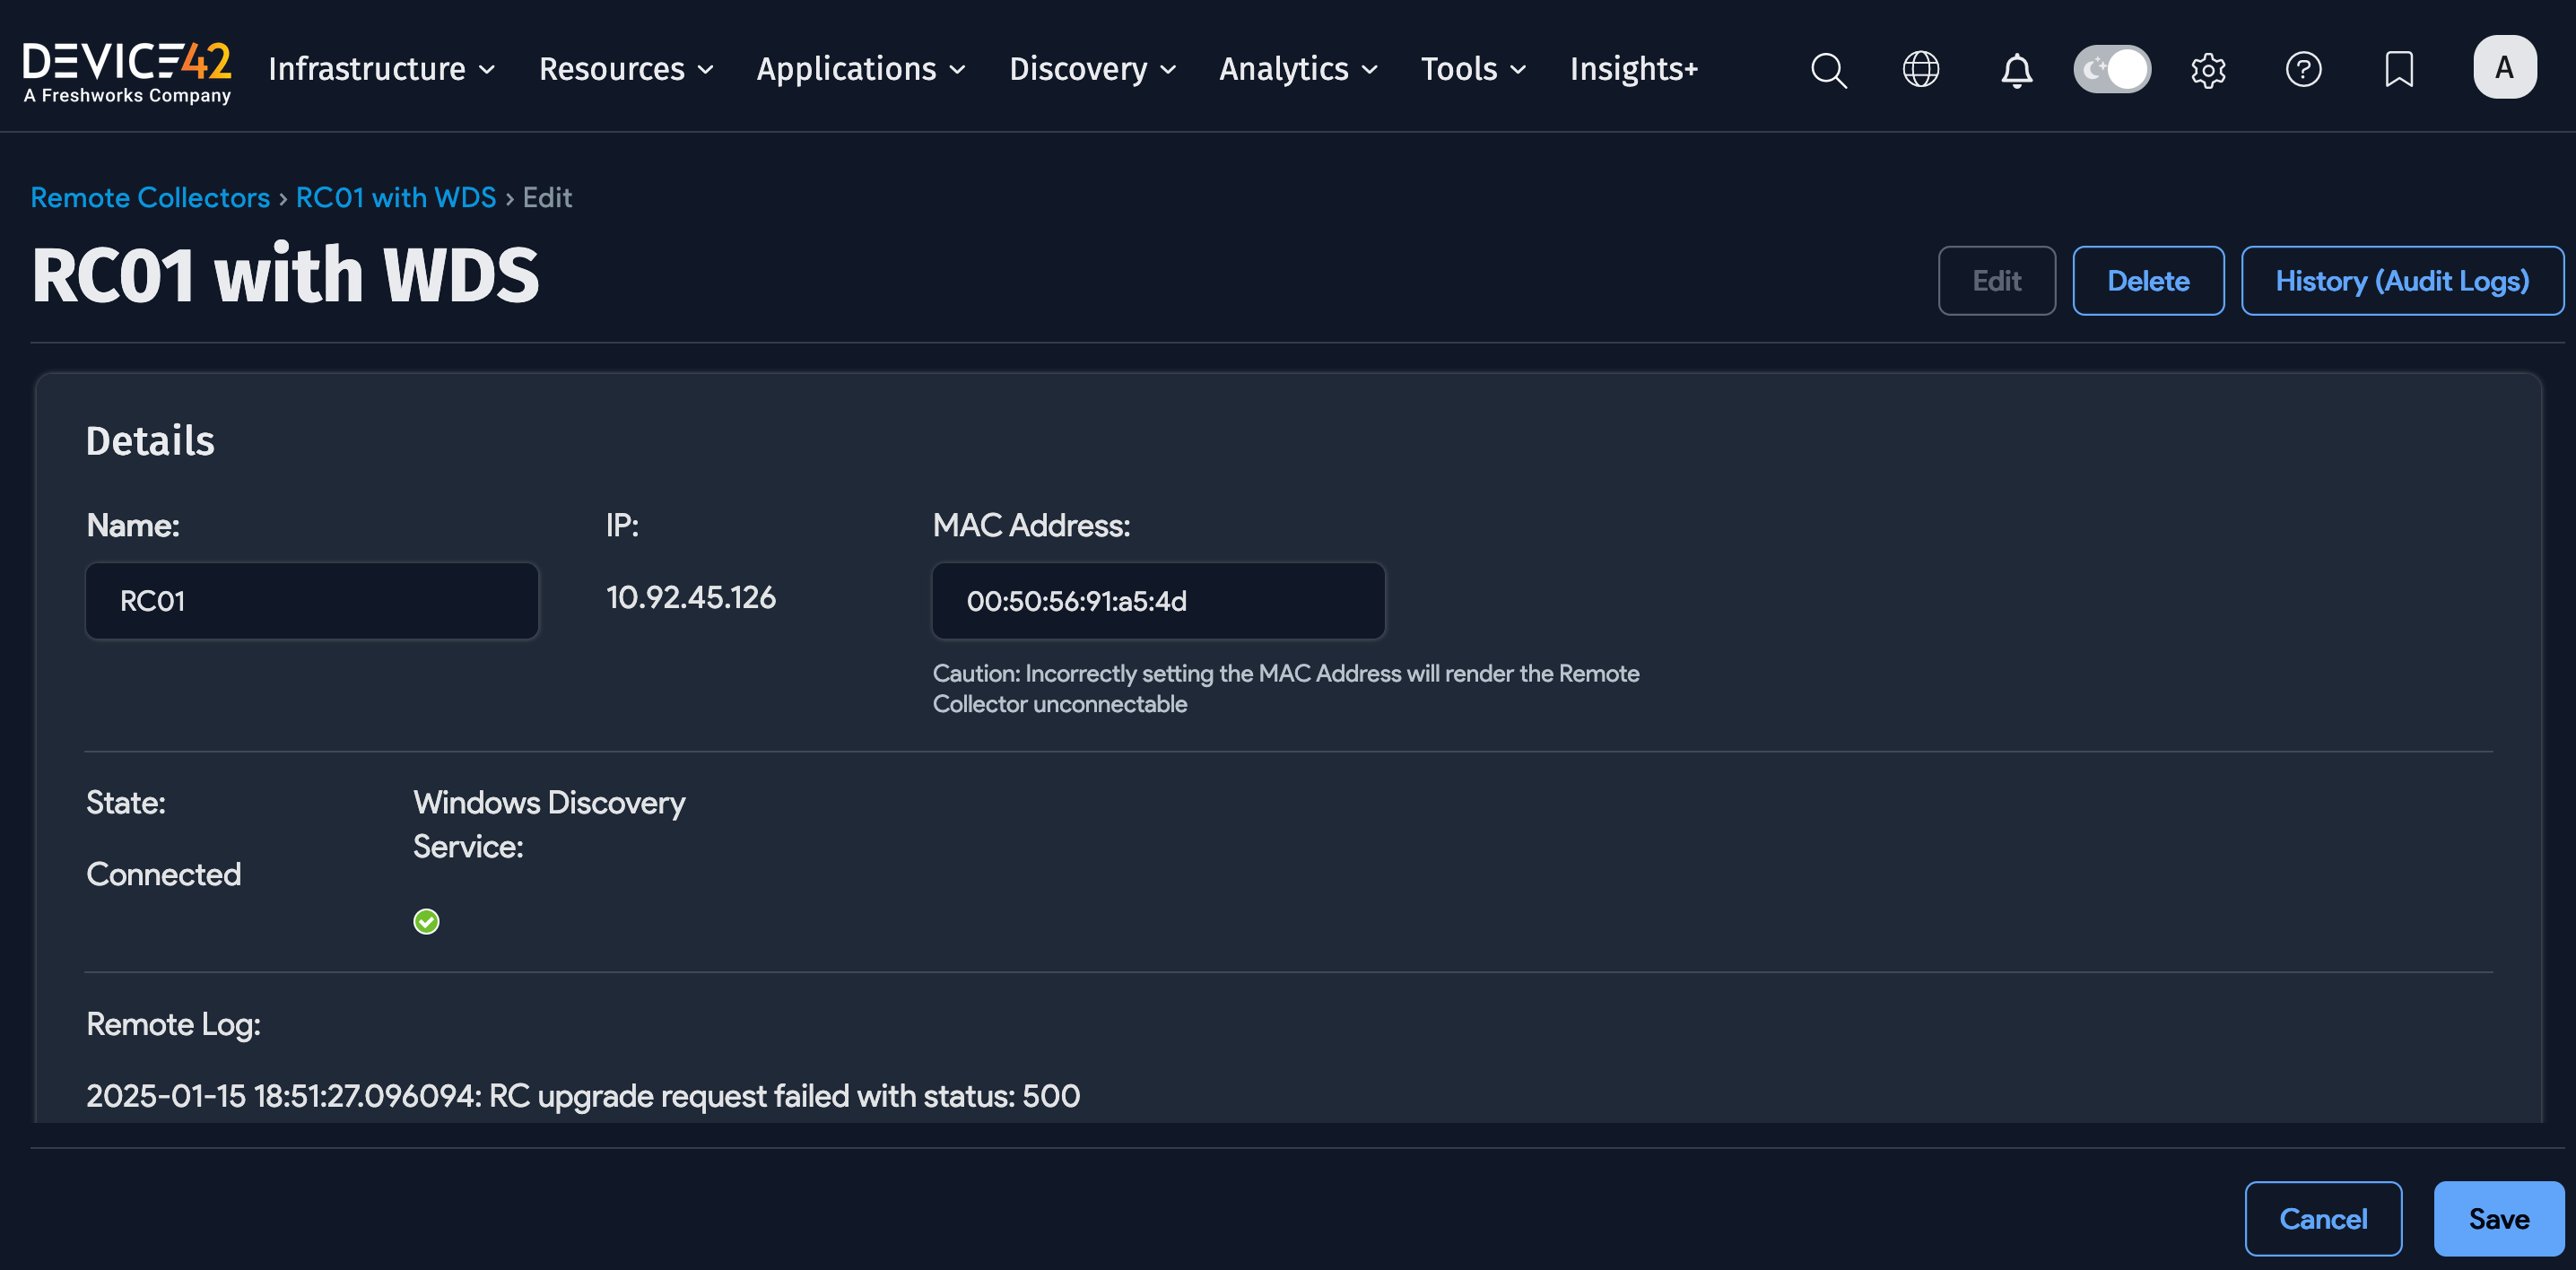 DEVICE42
A Freshworks Company
Infrastructure Resources Applications Discovery Analytics Tools Insights+ A
Remote Collectors › RC01 with WDS › Edit
RC01 with WDS
Edit Delete History (Audit Logs)
Details
Name: IP: MAC Address:
RC01 10.92.45.126 00:50:56:91:a5:4d
Caution: Incorrectly setting the MAC Address will render the Remote
Collector unconnectable
State: Windows Discovery
Service:
Connected
Remote Log:
2025-01-15 18:51:27.096094: RC upgrade request failed with status: 500
Cancel Save